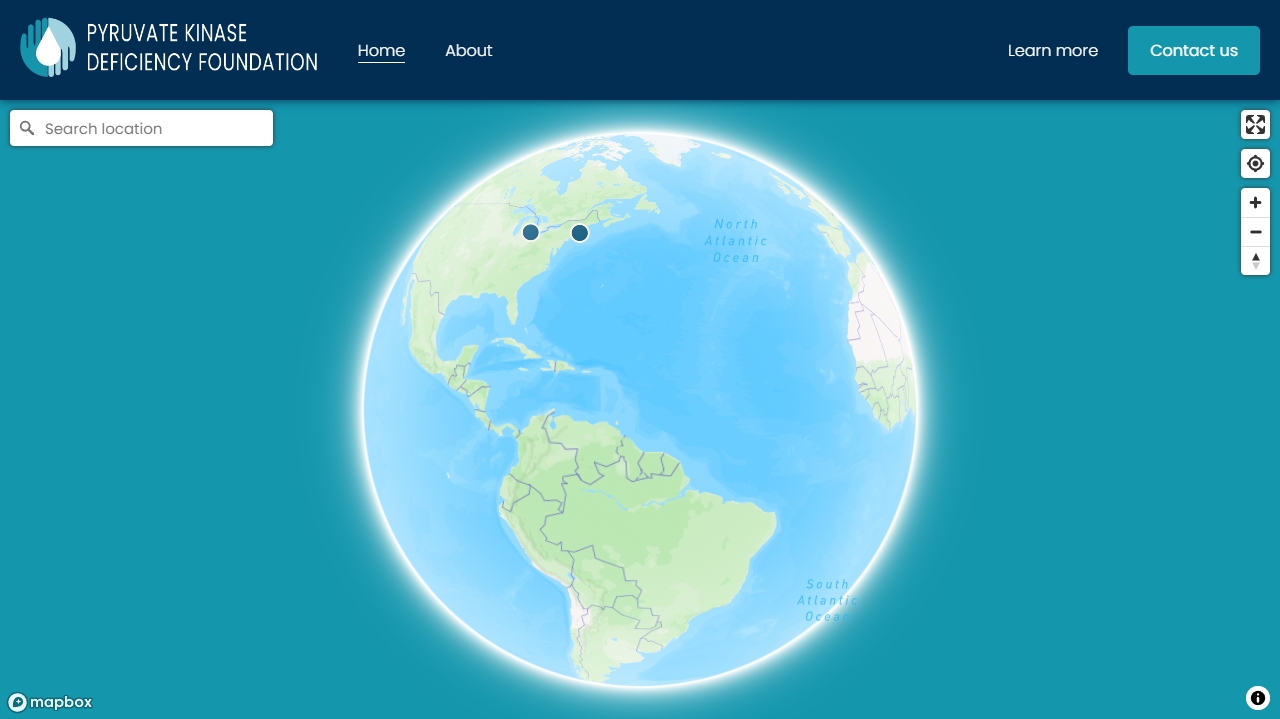 PYRUVATE KINASE
DEFICIENCY FOUNDATION
Home
About
Learn more
Contact us
Search location
North
Atlantic
Ocean
South
Atlantic
Ocean
mapbox